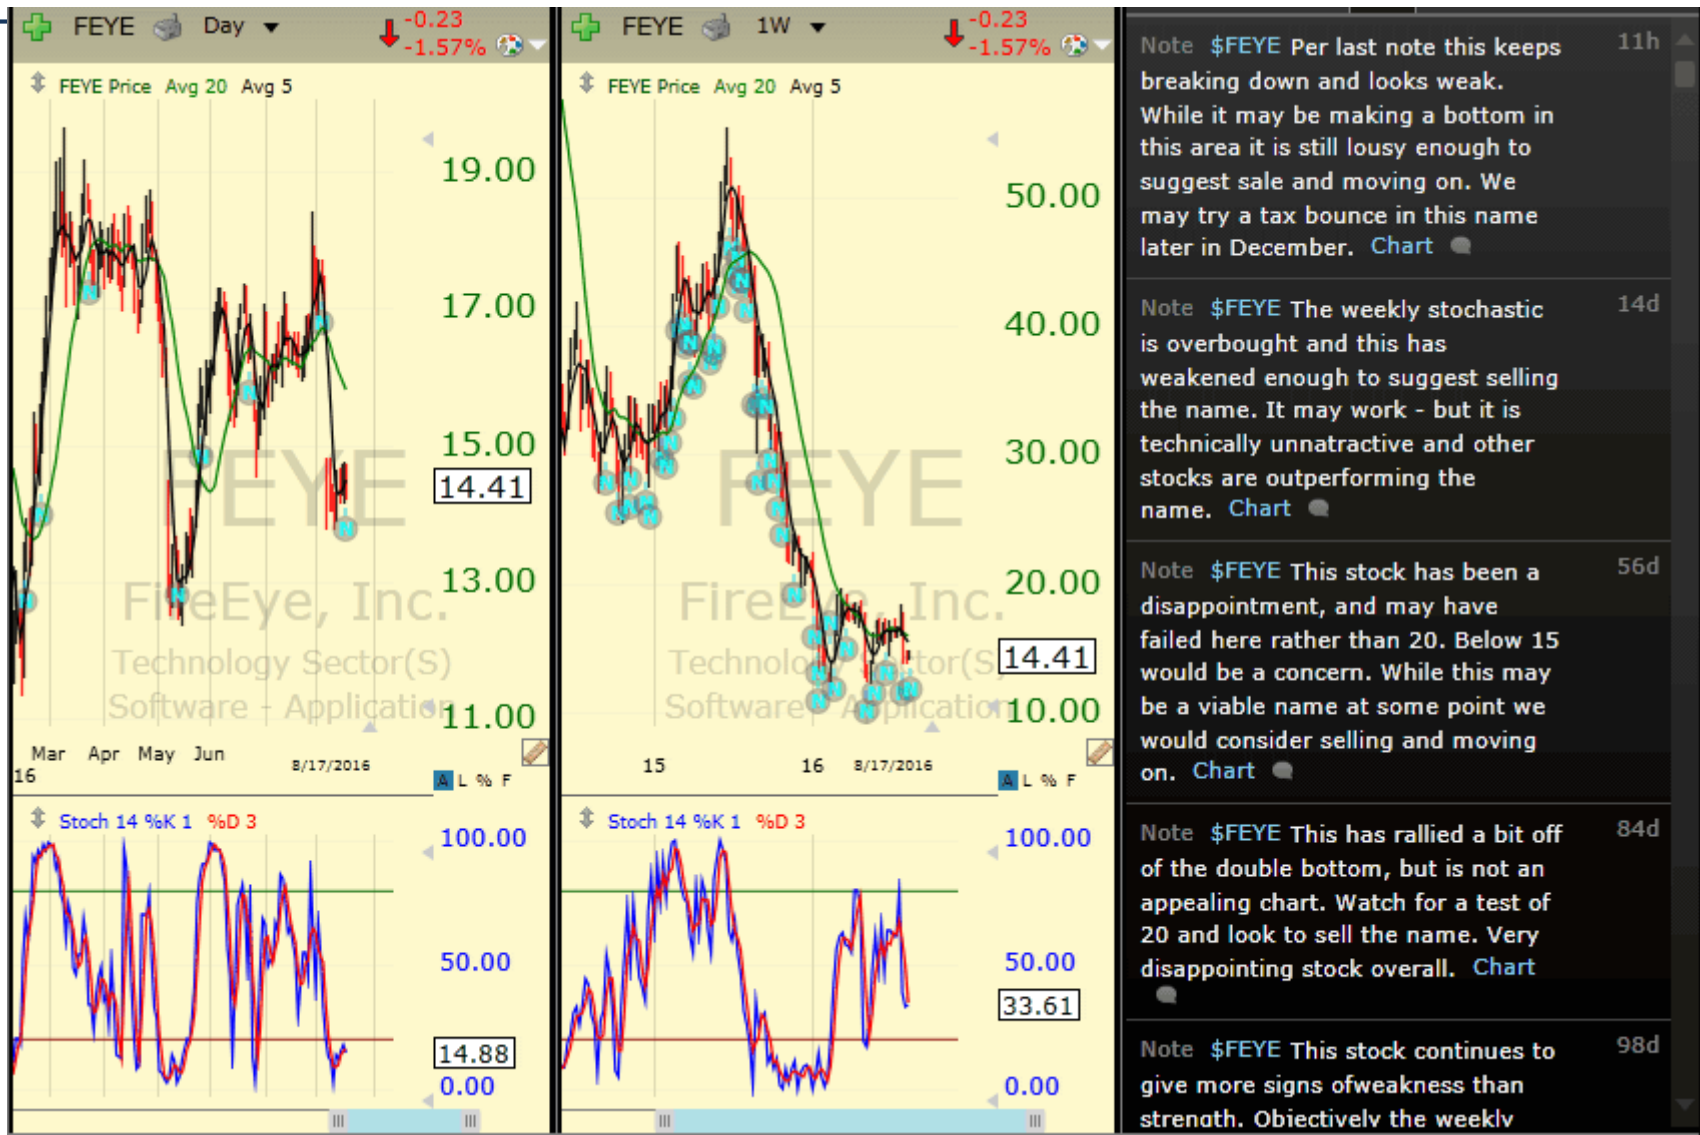 FEYE Day -0.23
-1.57%
FEYE Price Avg 20 Avg 5
19.00
17.00
15.00
14.41
13.00
11.00
FEYE
FireEye, Inc.
Technology Sector(S)
Software - Application
Mar Apr May Jun
16
8/17/2016
A L % F
Stoch 14 %K 1 %D 3
100.00
50.00
14.88
0.00
FEYE 1W -0.23
-1.57%
FEYE Price Avg 20 Avg 5
50.00
40.00
30.00
20.00
14.41
10.00
FEYE
FireEye, Inc.
Technology Sector(S)
Software - Application
15 16 8/17/2016
A L % F
Stoch 14 %K 1 %D 3
100.00
50.00
33.61
0.00
Note $FEYE Per last note this keeps 11h
breaking down and looks weak.
While it may be making a bottom in
this area it is still lousy enough to
suggest sale and moving on. We
may try a tax bounce in this name
later in December. Chart
Note $FEYE The weekly stochastic 14d
is overbought and this has
weakened enough to suggest selling
the name. It may work - but it is
technically unnatractive and other
stocks are outperforming the
name. Chart
Note $FEYE This stock has been a 56d
disappointment, and may have
failed here rather than 20. Below 15
would be a concern. While this may
be a viable name at some point we
would consider selling and moving
on. Chart
Note $FEYE This has rallied a bit off 84d
of the double bottom, but is not an
appealing chart. Watch for a test of
20 and look to sell the name. Very
disappointing stock overall. Chart
Note $FEYE This stock continues to 98d
give more signs ofweakness than
strength. Objectively the weekly